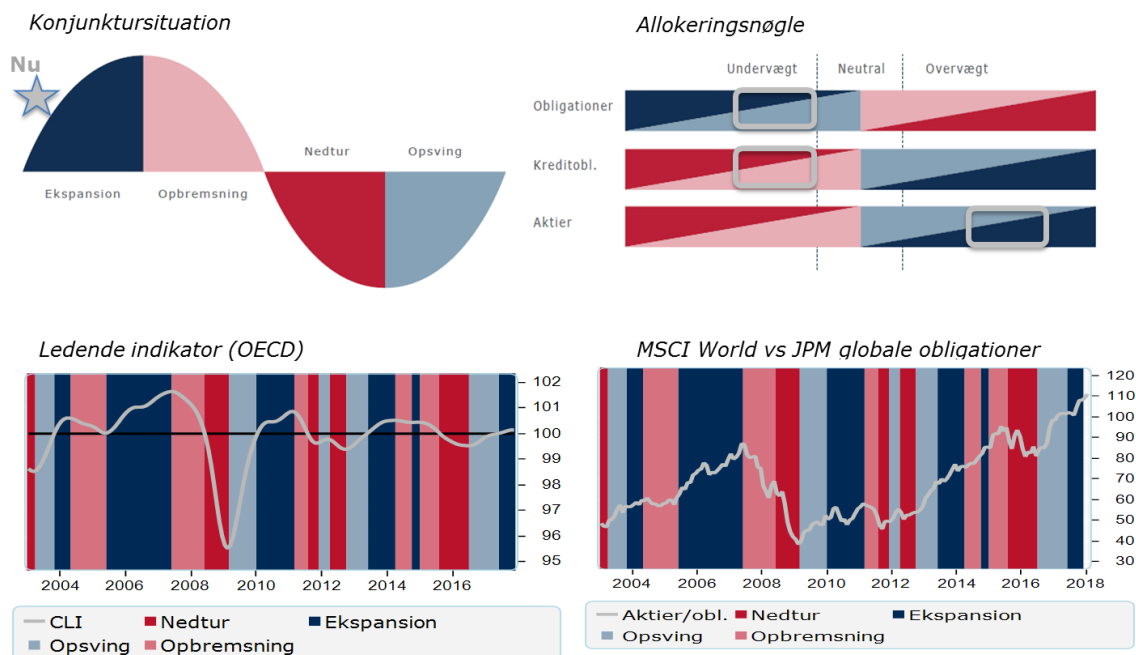 Konjunktursituation
Nu
Nedtur
Opsving
Ekspansion
Opbremsning
Allokeringsnøgle
Undervægt
Neutral
Overvægt
Obligationer
Kreditobl.
Aktier
Ledende indikator (OECD)
102
101
100
99
98
97
96
95
2004 2006 2008 2010 2012 2014 2016
CLI Nedtur Ekspansion
Opsving Opbremsning
MSCI World vs JPM globale obligationer
120
110
100
90
80
70
60
50
40
30
2004 2006 2008 2010 2012 2014 2016 2018
Aktier/obl. Nedtur Ekspansion
Opsving Opbremsning